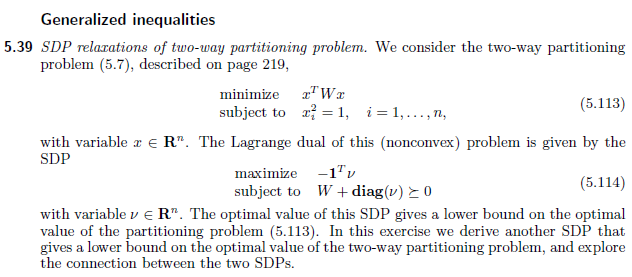 Generalized inequalities
5.39 SDP relaxations of two-way partitioning problem. We consider the two-way partitioning
problem (5.7), described on page 219,
minimize x^T Wx
subject to x_i^2 = 1, i = 1, . . . , n, (5.113)
with variable x ∈ R^n. The Lagrange dual of this (nonconvex) problem is given by the
SDP
maximize −1^T ν
subject to W + diag(ν) ⪰ 0 (5.114)
with variable ν ∈ R^n. The optimal value of this SDP gives a lower bound on the optimal
value of the partitioning problem (5.113). In this exercise we derive another SDP that
gives a lower bound on the optimal value of the two-way partitioning problem, and explore
the connection between the two SDPs.